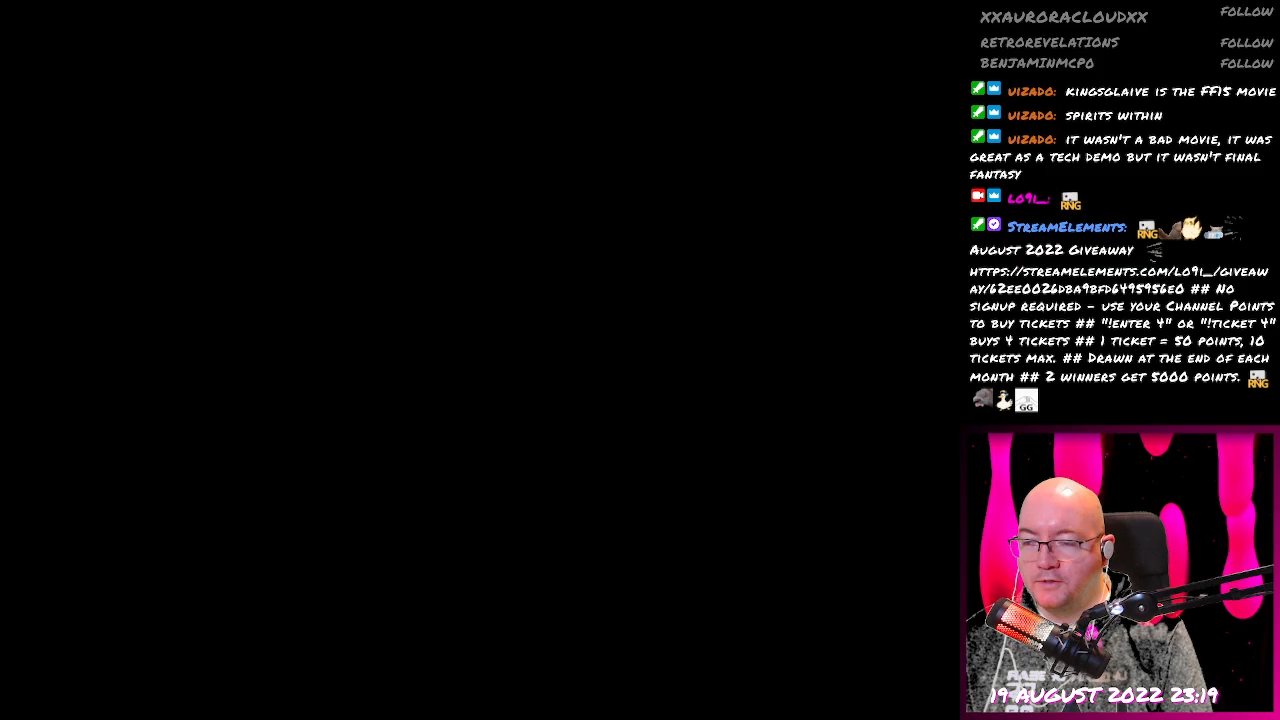 XXAURORACLOUDXX FOLLOW
RETROREVELATIONS FOLLOW
BENJAMINMCPO FOLLOW
VIZADO: KINGSGLAIVE IS THE FF15 MOVIE
VIZADO: SPIRITS WITHIN
VIZADO: IT WASN'T A BAD MOVIE, IT WAS
GREAT AS A TECH DEMO BUT IT WASN'T FINAL
FANTASY
LO9I_: RNG
STREAMELEMENTS: RNG
AUGUST 2022 GIVEAWAY
HTTPS://STREAMELEMENTS.COM/LO9I_/GIVEAW
AY/62EE0026DBA9BFD6495956E0 ## NO
SIGNUP REQUIRED - USE YOUR CHANNEL POINTS
TO BUY TICKETS ## "!ENTER 4" OR "!TICKET 4"
BUYS 4 TICKETS ## 1 TICKET = 50 POINTS, 10
TICKETS MAX. ## DRAWN AT THE END OF EACH
MONTH ## 2 WINNERS GET 5000 POINTS. RNG
GG
19 AUGUST 2022 23:19